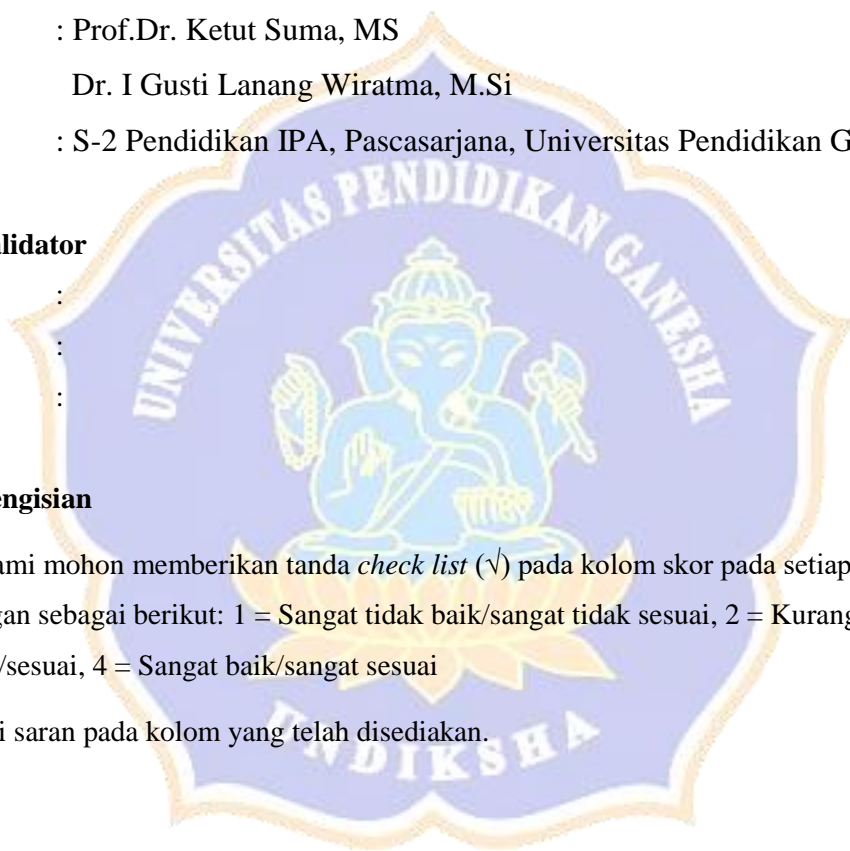 : Prof.Dr. Ketut Suma, MS
Dr. I Gusti Lanang Wiratma, M.Si
: S-2 Pendidikan IPA, Pascasarjana, Universitas Pendidikan G
UNIVERSITAS PENDIDIKAN GANESHA
lidator
:
:
:
engisian
ami mohon memberikan tanda check list (√) pada kolom skor pada setiap
gan sebagai berikut: 1 = Sangat tidak baik/sangat tidak sesuai, 2 = Kurang
/sesuai, 4 = Sangat baik/sangat sesuai
i saran pada kolom yang telah disediakan.
UNDIKSHA